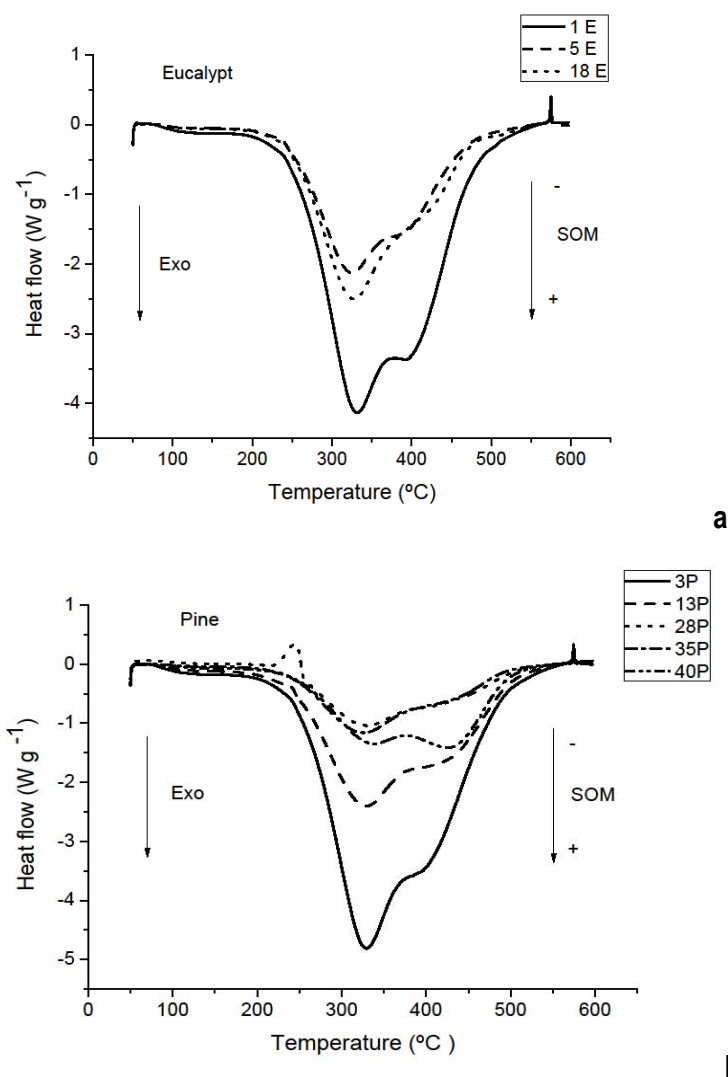 1 E
5 E
18 E
Eucalypt
1
0
-1
-2
-3
-4
Heat flow (W g⁻¹)
Exo
-
SOM
+
0 100 200 300 400 500 600
Temperature (ºC)
a
3P
13P
28P
35P
40P
Pine
1
0
-1
-2
-3
-4
-5
Heat flow (W g⁻¹)
Exo
-
SOM
+
0 100 200 300 400 500 600
Temperature (ºC )